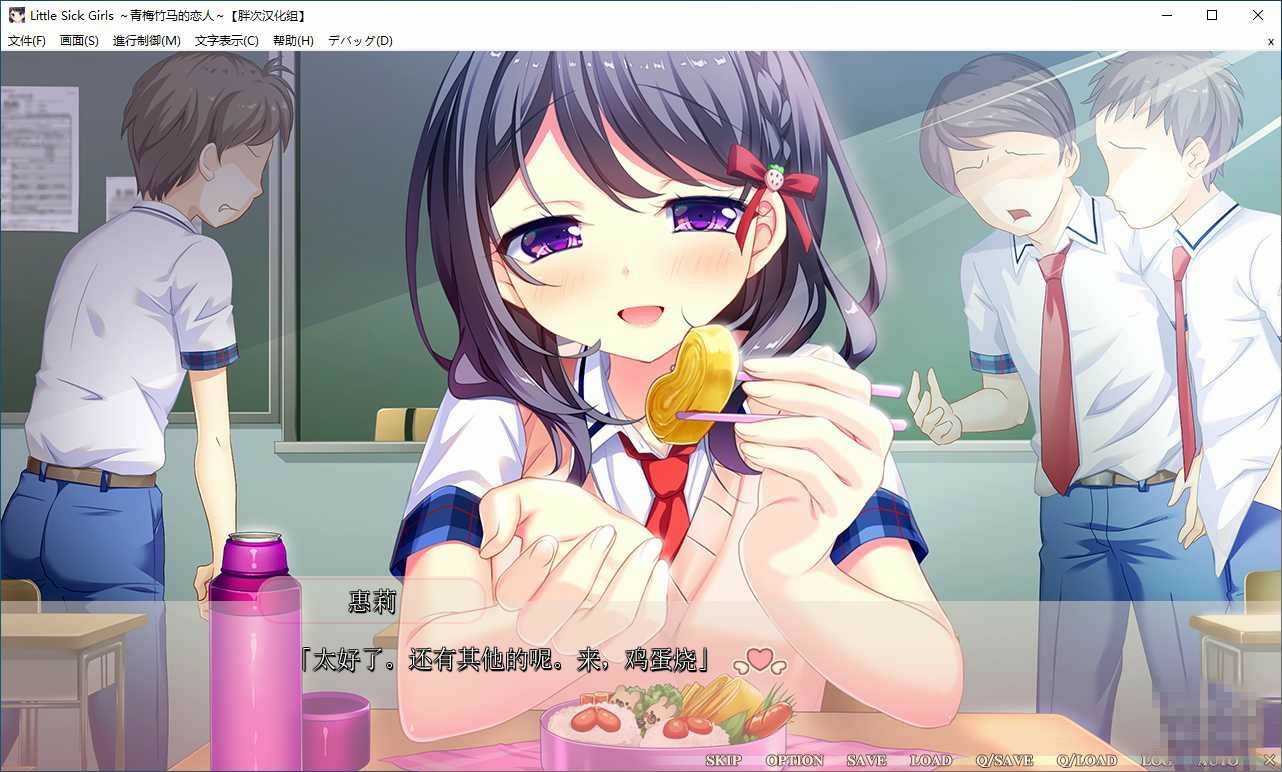 Little Sick Girls ~青梅竹马的恋人~【胖次汉化组】
文件(F) 画面(S) 進行制御(M) 文字表示(C) 帮助(H) デバッグ(D) x
惠莉
「太好了。还有其他的呢。来，鸡蛋烧」
SKIP OPTION SAVE LOAD Q/SAVE Q/LOAD LOG AUTO